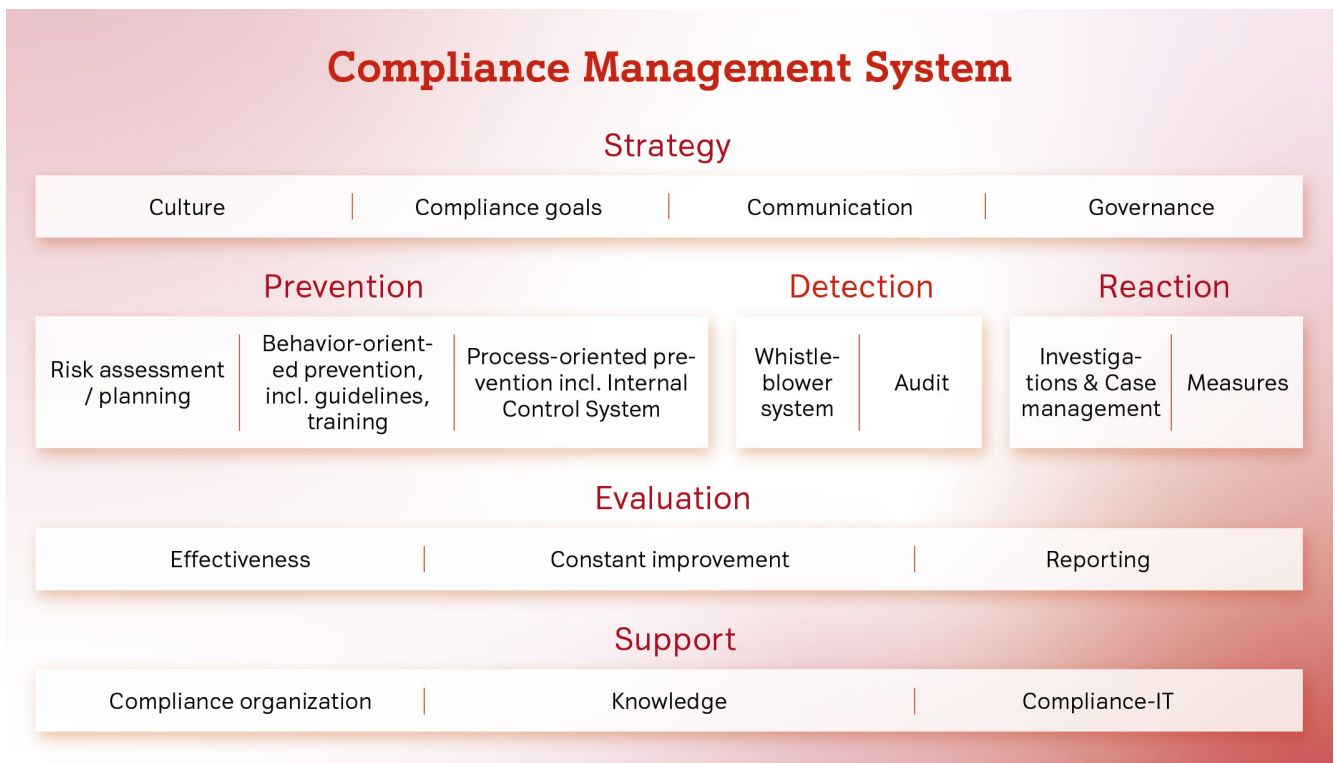 Compliance Management System
Strategy
Culture
Compliance goals
Communication
Governance
Prevention
Detection
Reaction
Risk assessment
/ planning
Behavior-orient-
ed prevention,
incl. guidelines,
training
Process-oriented pre-
vention incl. Internal
Control System
Whistle-
blower
system
Audit
Investiga-
tions & Case
management
Measures
Evaluation
Effectiveness
Constant improvement
Reporting
Support
Compliance organization
Knowledge
Compliance-IT